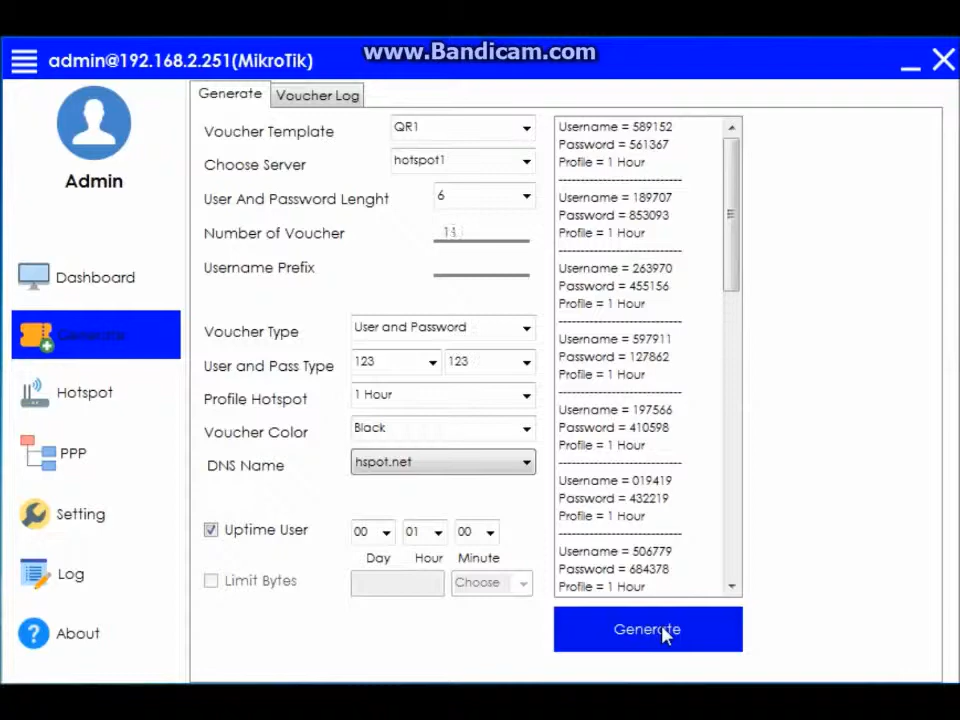 www.Bandicam.com
admin@192.168.2.251(MikroTik)
Admin
Dashboard
Generate
Hotspot
PPP
Setting
Log
About
Generate
Voucher Log
Voucher Template
QR1
Choose Server
hotspot1
User And Password Lenght
6
Number of Voucher
Username Prefix
Voucher Type
User and Password
User and Pass Type
123
123
Profile Hotspot
1 Hour
Voucher Color
Black
DNS Name
hspot.net
Uptime User
00
01
00
Day
Hour
Minute
Limit Bytes
Choose
Username = 589152
Password = 561367
Profile = 1 Hour
---------------------------------
Username = 189707
Password = 853093
Profile = 1 Hour
---------------------------------
Username = 263970
Password = 455156
Profile = 1 Hour
---------------------------------
Username = 597911
Password = 127862
Profile = 1 Hour
---------------------------------
Username = 197566
Password = 410598
Profile = 1 Hour
---------------------------------
Username = 019419
Password = 432219
Profile = 1 Hour
---------------------------------
Username = 506779
Password = 684378
Profile = 1 Hour
Generate